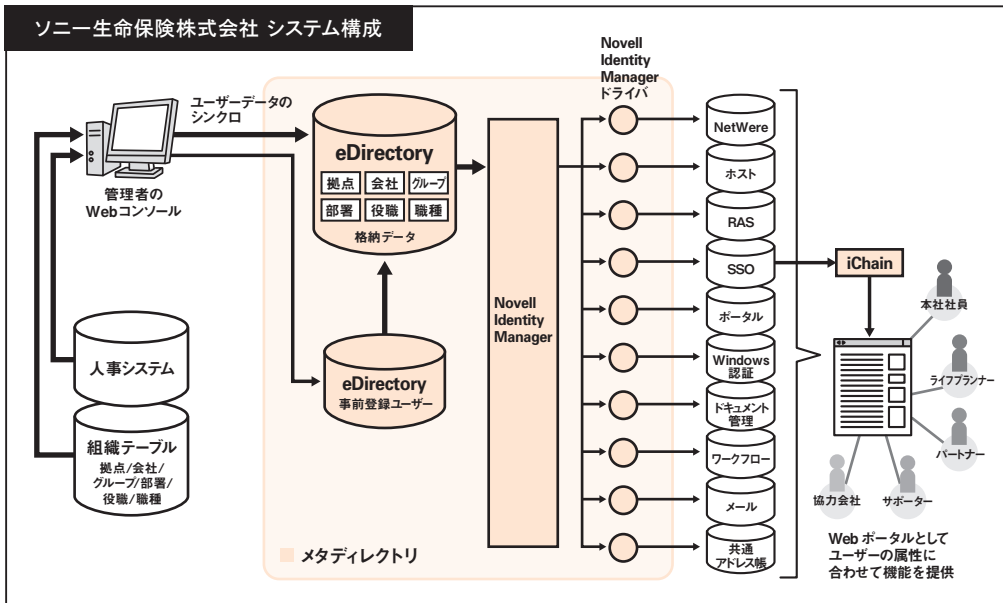 ソニー生命保険株式会社 システム構成
ユーザーデータの
シンクロ
管理者の
Webコンソール
人事システム
組織テーブル
拠点/会社/
グループ/部署/
役職/職種
eDirectory
拠点 会社 グループ
部署 役職 職種
格納データ
eDirectory
事前登録ユーザー
メタディレクトリ
Novell
Identity
Manager
Novell
Identity
Manager
ドライバ
NetWere
ホスト
RAS
SSO
ポータル
Windows
認証
ドキュメント
管理
ワークフロー
メール
共通
アドレス帳
iChain
本社社員
ライフプランナー
パートナー
サポーター
協力会社
Web ポータルとして
ユーザーの属性に
合わせて機能を提供